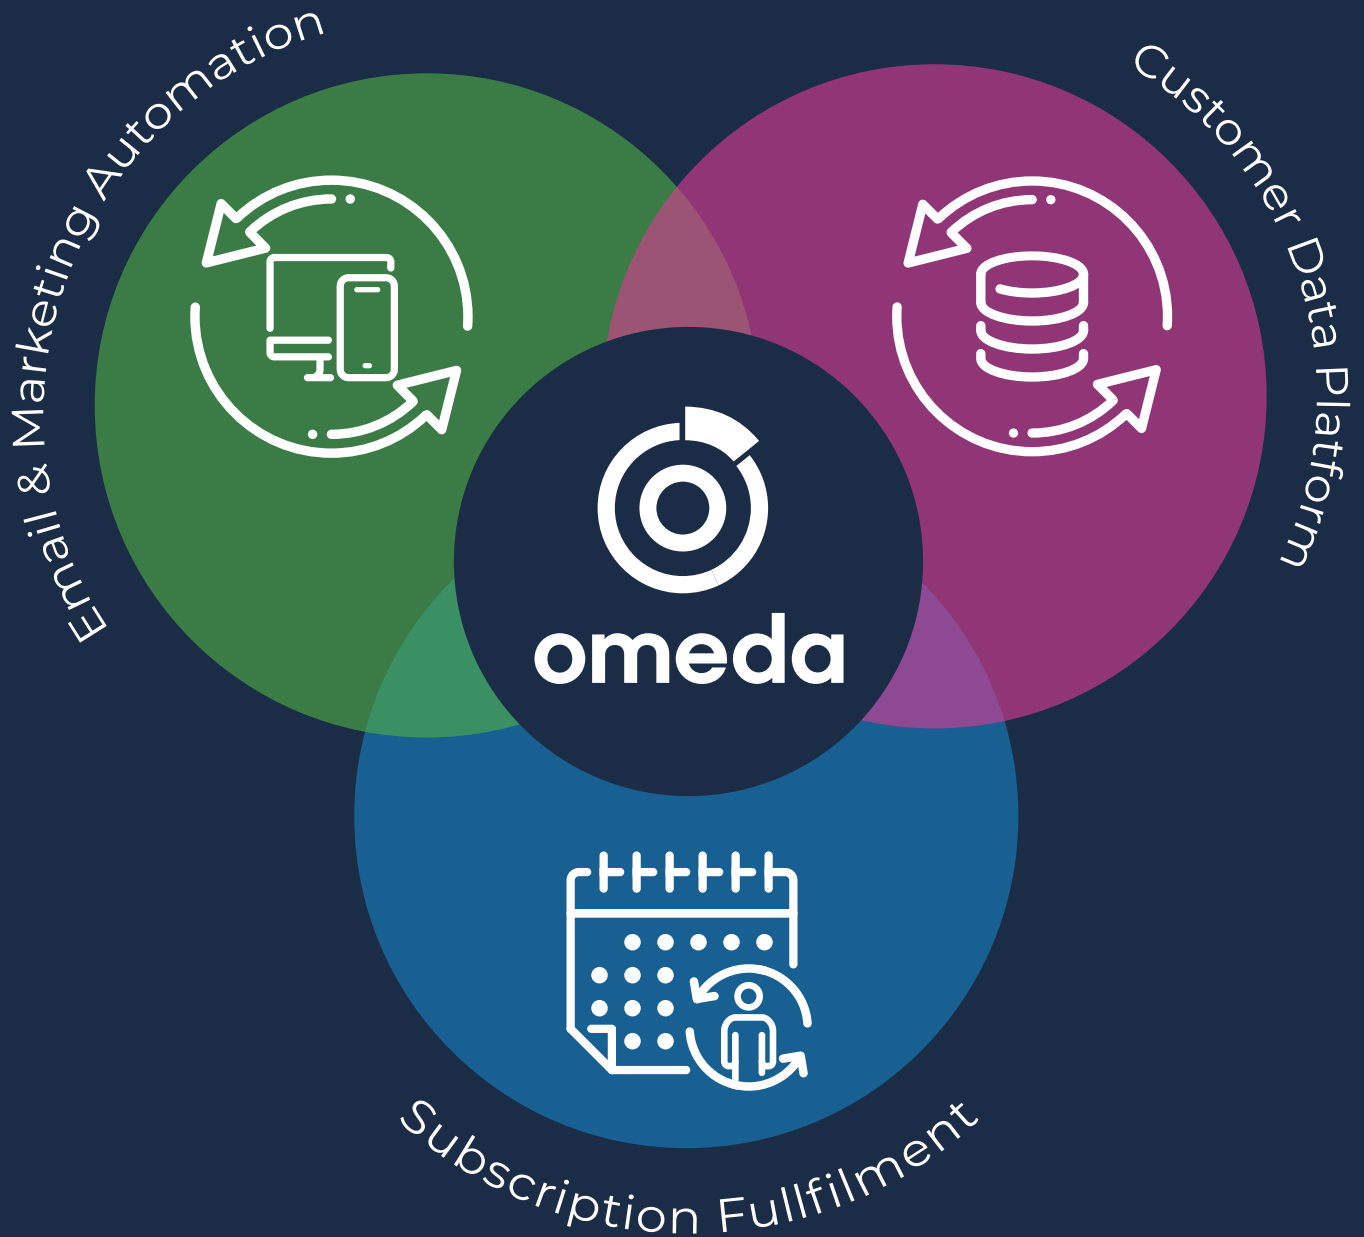 Email & Marketing Automation
Customer Data Platform
omeda
Subscription Fullfilment